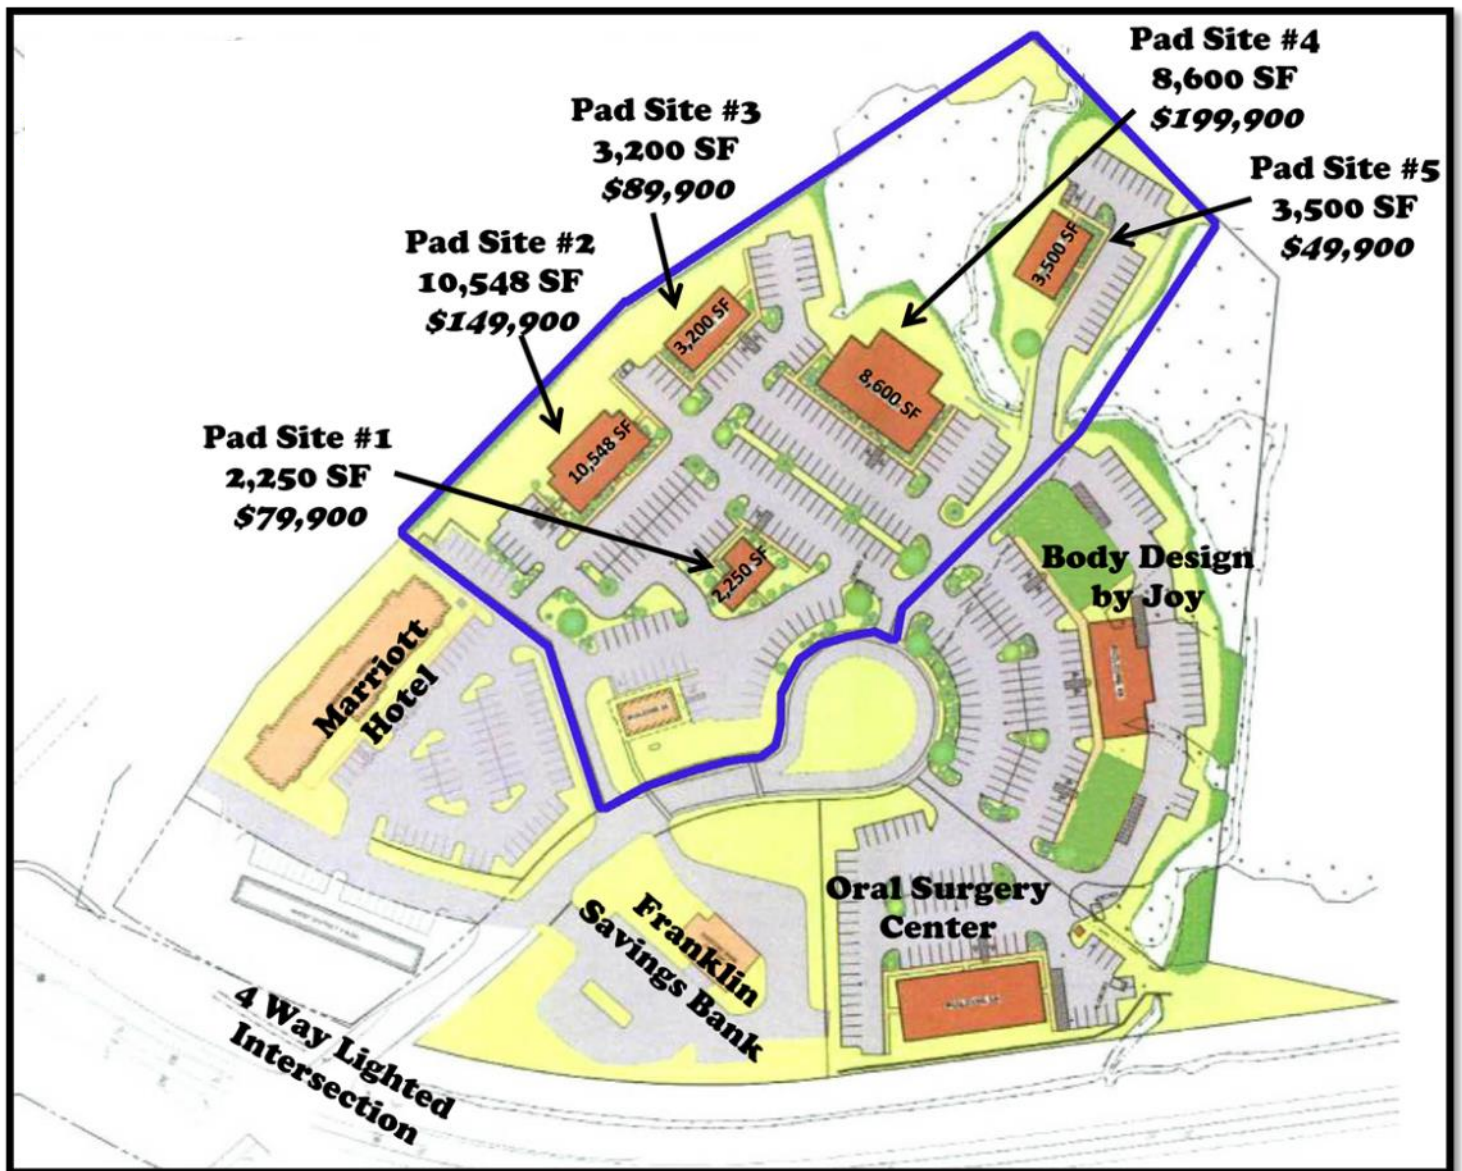 Pad Site #4
8,600 SF
$199,900
Pad Site #3
3,200 SF
$89,900
Pad Site #5
3,500 SF
$49,900
Pad Site #2
10,548 SF
$149,900
Pad Site #1
2,250 SF
$79,900
3,500 SF
3,200 SF
8,600 SF
10,548 SF
2,250 SF
Body Design
by Joy
Marriott
Hotel
Oral Surgery
Center
Franklin
Savings Bank
4 Way Lighted
Intersection